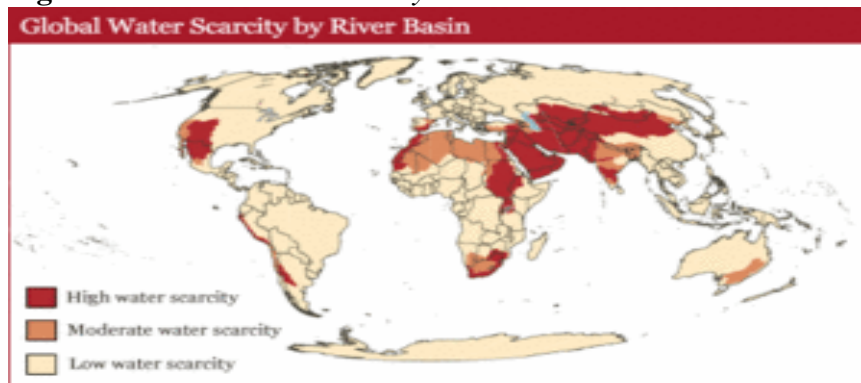 Global Water Scarcity by River Basin
High water scarcity
Moderate water scarcity
Low water scarcity